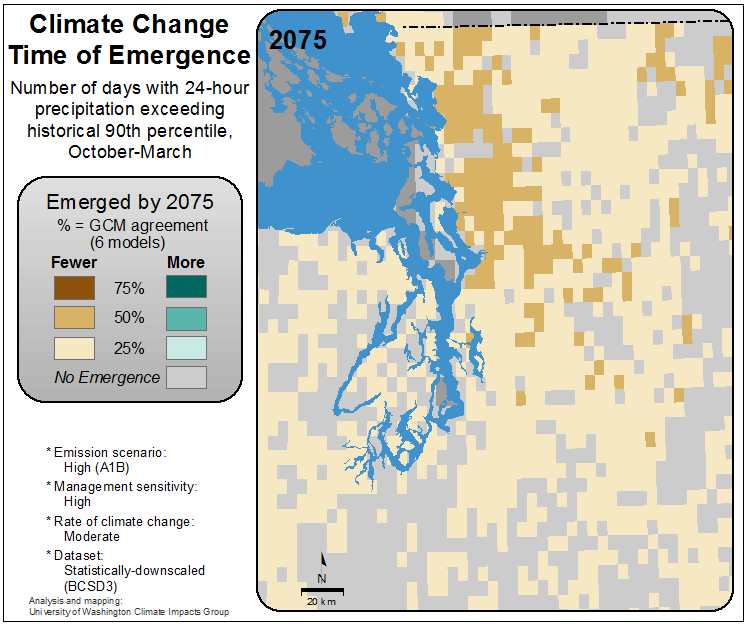 Climate Change
Time of Emergence
Number of days with 24-hour
precipitation exceeding
historical 90th percentile,
October-March
Emerged by 2075
% = GCM agreement
(6 models)
Fewer More
75%
50%
25%
No Emergence
* Emission scenario:
High (A1B)
* Management sensitivity:
High
* Rate of climate change:
Moderate
* Dataset:
Statistically-downscaled
(BCSD3)
Analysis and mapping:
University of Washington Climate Impacts Group
2075
N
20 km